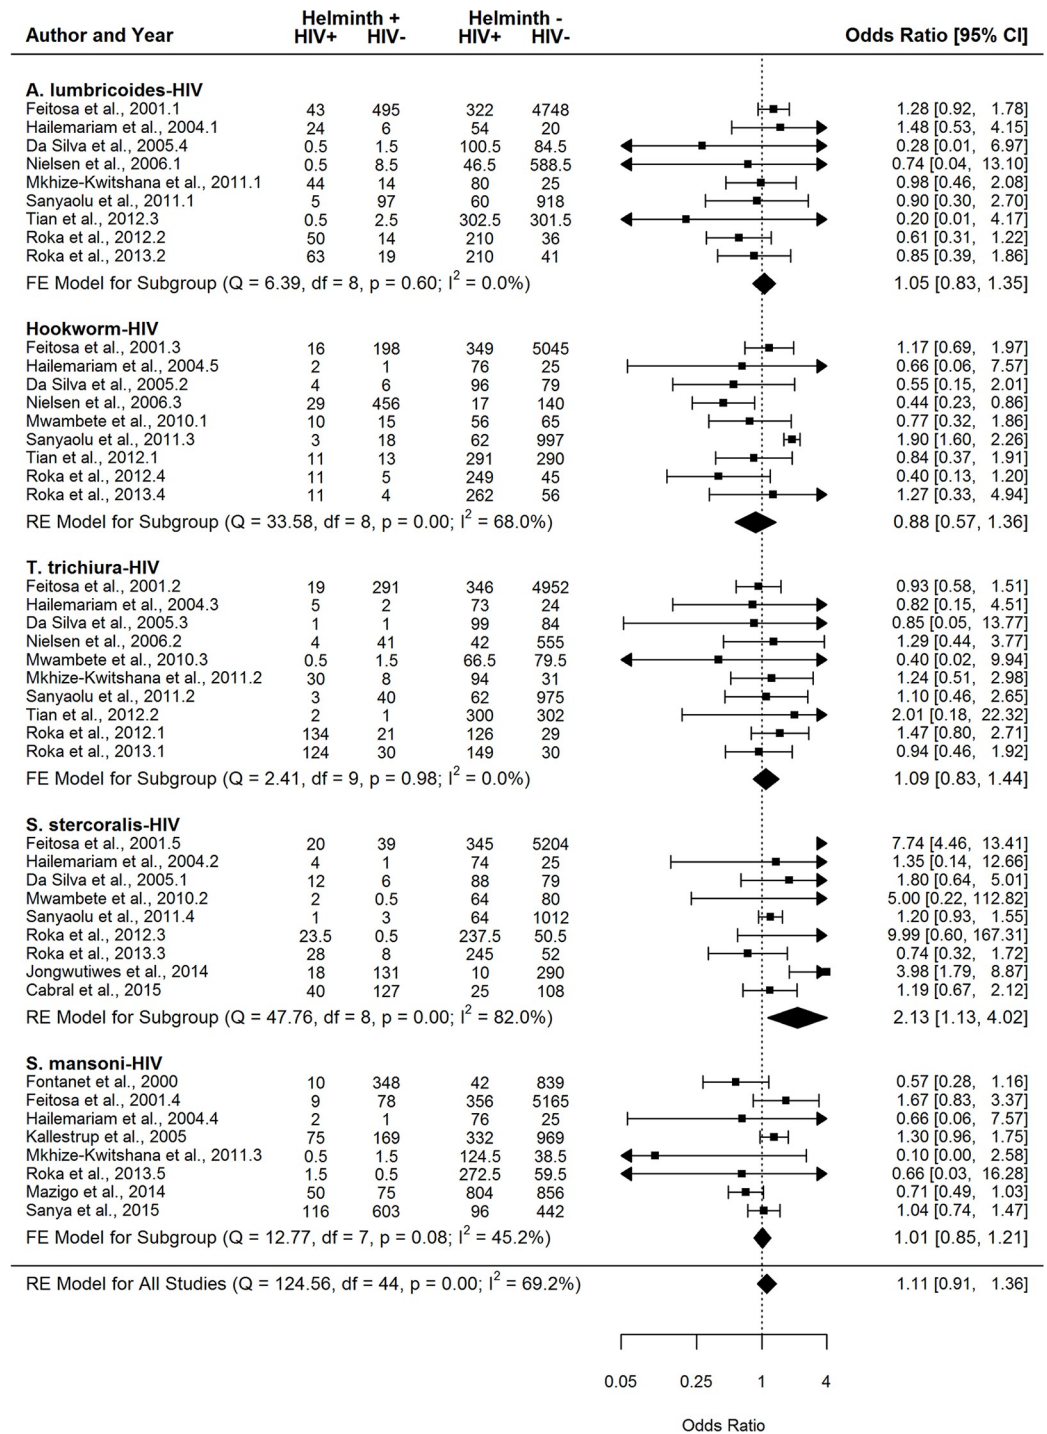 Helminth + Helminth -
Author and Year HIV+ HIV- HIV+ HIV- Odds Ratio [95% CI]
A. lumbricoides-HIV
Feitosa et al., 2001.1 43 495 322 4748 1.28 [0.92, 1.78]
Hailemariam et al., 2004.1 24 6 54 20 1.48 [0.53, 4.15]
Da Silva et al., 2005.4 0.5 1.5 100.5 84.5 0.28 [0.01, 6.97]
Nielsen et al., 2006.1 0.5 8.5 46.5 588.5 0.74 [0.04, 13.10]
Mkhize-Kwitshana et al., 2011.1 44 14 80 25 0.98 [0.46, 2.08]
Sanyaolu et al., 2011.1 5 97 60 918 0.90 [0.30, 2.70]
Tian et al., 2012.3 0.5 2.5 302.5 301.5 0.20 [0.01, 4.17]
Roka et al., 2012.2 50 14 210 36 0.61 [0.31, 1.22]
Roka et al., 2013.2 63 19 210 41 0.85 [0.39, 1.86]
FE Model for Subgroup (Q = 6.39, df = 8, p = 0.60; I² = 0.0%) 1.05 [0.83, 1.35]
Hookworm-HIV
Feitosa et al., 2001.3 16 198 349 5045 1.17 [0.69, 1.97]
Hailemariam et al., 2004.5 2 1 76 25 0.66 [0.06, 7.57]
Da Silva et al., 2005.2 4 6 96 79 0.55 [0.15, 2.01]
Nielsen et al., 2006.3 29 456 17 140 0.44 [0.23, 0.86]
Mwambete et al., 2010.1 10 15 56 65 0.77 [0.32, 1.86]
Sanyaolu et al., 2011.3 3 18 62 997 1.90 [1.60, 2.26]
Tian et al., 2012.1 11 13 291 290 0.84 [0.37, 1.91]
Roka et al., 2012.4 11 5 249 45 0.40 [0.13, 1.20]
Roka et al., 2013.4 11 4 262 56 1.27 [0.33, 4.94]
RE Model for Subgroup (Q = 33.58, df = 8, p = 0.00; I² = 68.0%) 0.88 [0.57, 1.36]
T. trichiura-HIV
Feitosa et al., 2001.2 19 291 346 4952 0.93 [0.58, 1.51]
Hailemariam et al., 2004.3 5 2 73 24 0.82 [0.15, 4.51]
Da Silva et al., 2005.3 1 1 99 84 0.85 [0.05, 13.77]
Nielsen et al., 2006.2 4 41 42 555 1.29 [0.44, 3.77]
Mwambete et al., 2010.3 0.5 1.5 66.5 79.5 0.40 [0.02, 9.94]
Mkhize-Kwitshana et al., 2011.2 30 8 94 31 1.24 [0.51, 2.98]
Sanyaolu et al., 2011.2 3 40 62 975 1.10 [0.46, 2.65]
Tian et al., 2012.2 2 1 300 302 2.01 [0.18, 22.32]
Roka et al., 2012.1 134 21 126 29 1.47 [0.80, 2.71]
Roka et al., 2013.1 124 30 149 30 0.94 [0.46, 1.92]
FE Model for Subgroup (Q = 2.41, df = 9, p = 0.98; I² = 0.0%) 1.09 [0.83, 1.44]
S. stercoralis-HIV
Feitosa et al., 2001.5 20 39 345 5204 7.74 [4.46, 13.41]
Hailemariam et al., 2004.2 4 1 74 25 1.35 [0.14, 12.66]
Da Silva et al., 2005.1 12 6 88 79 1.80 [0.64, 5.01]
Mwambete et al., 2010.2 2 0.5 64 80 5.00 [0.22, 112.82]
Sanyaolu et al., 2011.4 1 3 64 1012 1.20 [0.93, 1.55]
Roka et al., 2012.3 23.5 0.5 237.5 50.5 9.99 [0.60, 167.31]
Roka et al., 2013.3 28 8 245 52 0.74 [0.32, 1.72]
Jongwutiwes et al., 2014 18 131 10 290 3.98 [1.79, 8.87]
Cabral et al., 2015 40 127 25 108 1.19 [0.67, 2.12]
RE Model for Subgroup (Q = 47.76, df = 8, p = 0.00; I² = 82.0%) 2.13 [1.13, 4.02]
S. mansoni-HIV
Fontanet et al., 2000 10 348 42 839 0.57 [0.28, 1.16]
Feitosa et al., 2001.4 9 78 356 5165 1.67 [0.83, 3.37]
Hailemariam et al., 2004.4 2 1 76 25 0.66 [0.06, 7.57]
Kallestrup et al., 2005 75 169 332 969 1.30 [0.96, 1.75]
Mkhize-Kwitshana et al., 2011.3 0.5 1.5 124.5 38.5 0.10 [0.00, 2.58]
Roka et al., 2013.5 1.5 0.5 272.5 59.5 0.66 [0.03, 16.28]
Mazigo et al., 2014 50 75 804 856 0.71 [0.49, 1.03]
Sanya et al., 2015 116 603 96 442 1.04 [0.74, 1.47]
FE Model for Subgroup (Q = 12.77, df = 7, p = 0.08; I² = 45.2%) 1.01 [0.85, 1.21]
RE Model for All Studies (Q = 124.56, df = 44, p = 0.00; I² = 69.2%) 1.11 [0.91, 1.36]
0.05 0.25 1 4
Odds Ratio